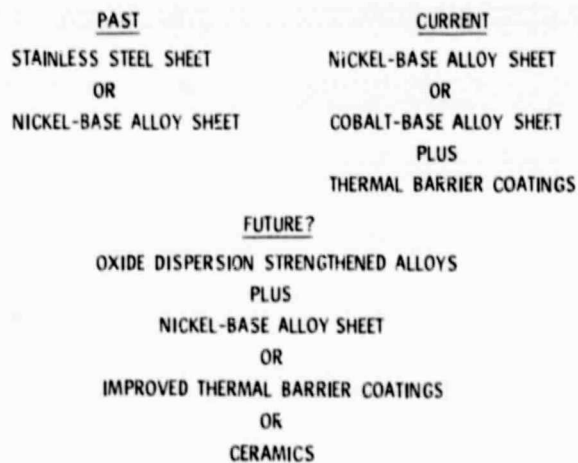 PAST
STAINLESS STEEL SHEET
OR
NICKEL-BASE ALLOY SHEET
CURRENT
NICKEL-BASE ALLOY SHEET
OR
COBALT-BASE ALLOY SHEET
PLUS
THERMAL BARRIER COATINGS
FUTURE?
OXIDE DISPERSION STRENGTHENED ALLOYS
PLUS
NICKEL-BASE ALLOY SHEET
OR
IMPROVED THERMAL BARRIER COATINGS
OR
CERAMICS